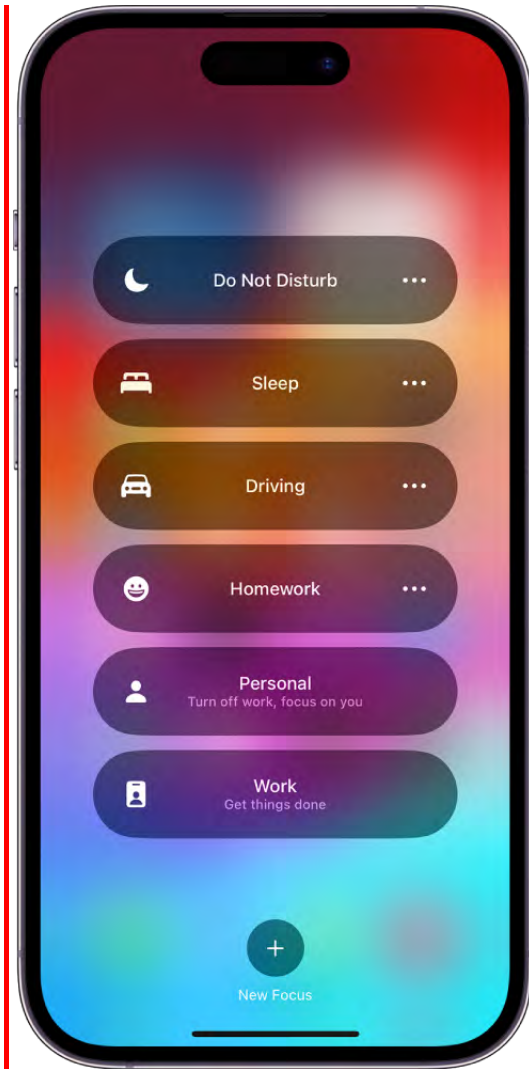 Do Not Disturb
Sleep
Driving
Homework
Personal
Turn off work, focus on you
Work
Get things done
New Focus